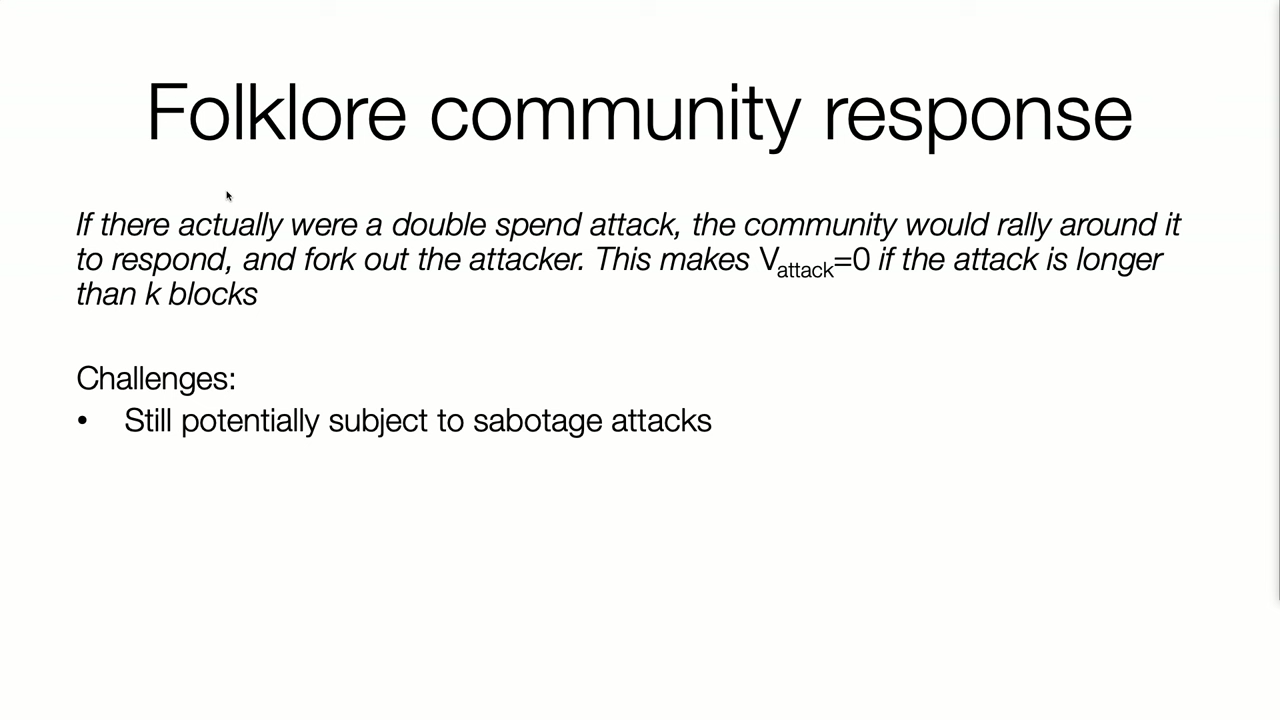 Folklore community response
If there actually were a double spend attack, the community would rally around it
to respond, and fork out the attacker. This makes Vattack=0 if the attack is longer
than k blocks
Challenges:
• Still potentially subject to sabotage attacks